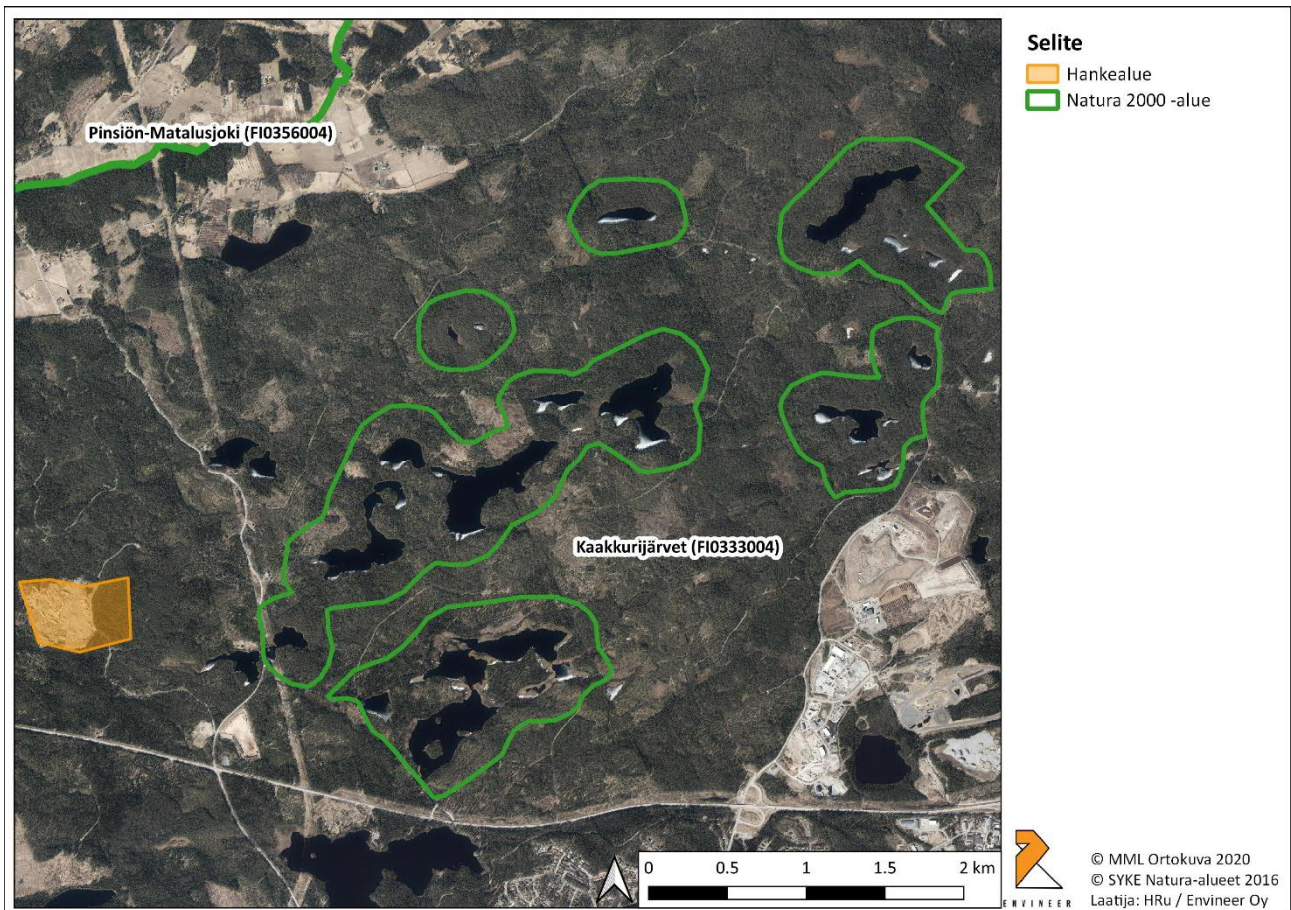 Selite
Hankealue
Natura 2000 -alue
Pinsiön-Matalusjoki (FI0356004)
Kaakkurijärvet (FI0333004)
0 0.5 1 1.5 2 km
ENVINEER
© MML Ortokuva 2020
© SYKE Natura-alueet 2016
Laatija: HRu / Envineer Oy